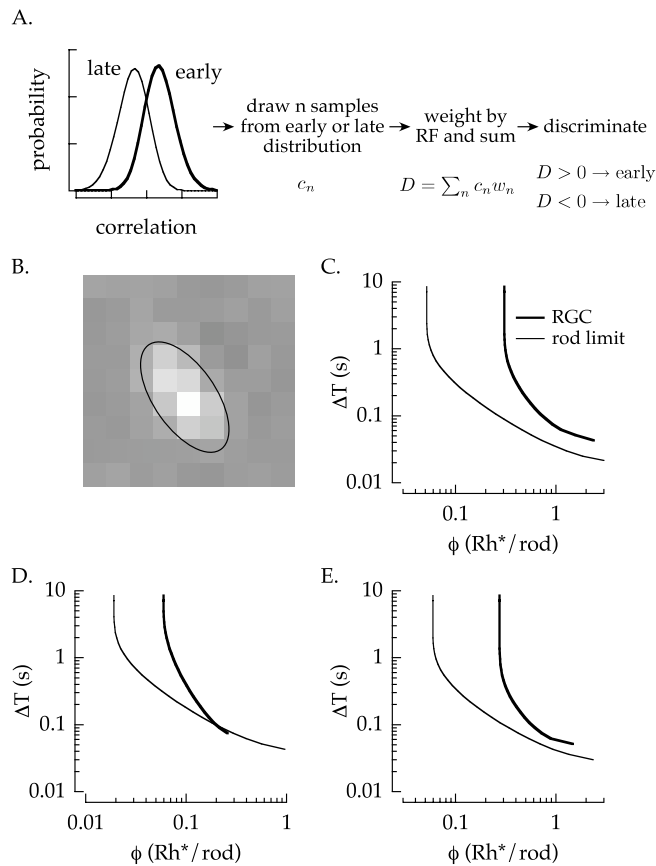 A.
late
early
probability
correlation
draw n samples
from early or late
distribution
c_n
weight by
RF and sum
D = ∑_n c_n w_n
discriminate
D > 0 → early
D < 0 → late
B.
C.
10
1
0.1
0.01
ΔT (s)
RGC
rod limit
0.1
1
ϕ (Rh*/rod)
D.
10
1
0.1
0.01
ΔT (s)
0.01
0.1
1
ϕ (Rh*/rod)
E.
10
1
0.1
0.01
ΔT (s)
0.1
1
ϕ (Rh*/rod)